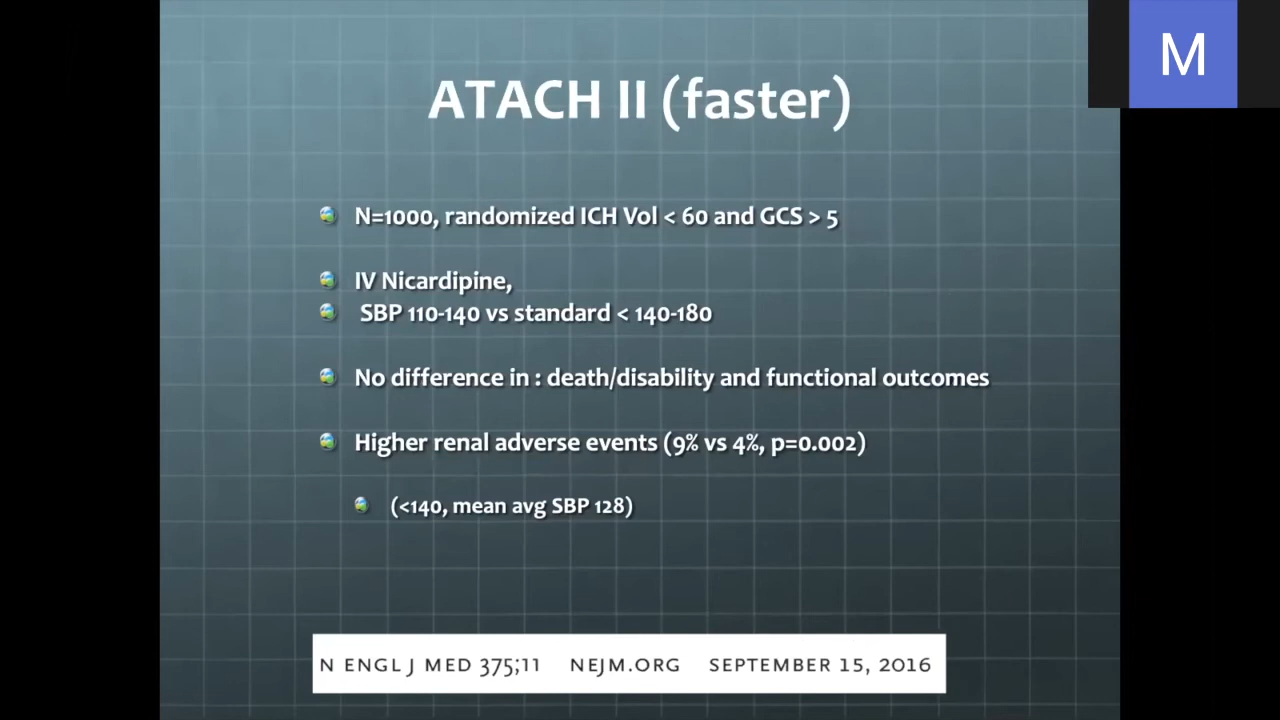 M
ATACH II (faster)
N=1000, randomized ICH Vol < 60 and GCS > 5
IV Nicardipine,
SBP 110-140 vs standard < 140-180
No difference in : death/disability and functional outcomes
Higher renal adverse events (9% vs 4%, p=0.002)
(<140, mean avg SBP 128)
N ENGL J MED 375;11 NEJM.ORG SEPTEMBER 15, 2016